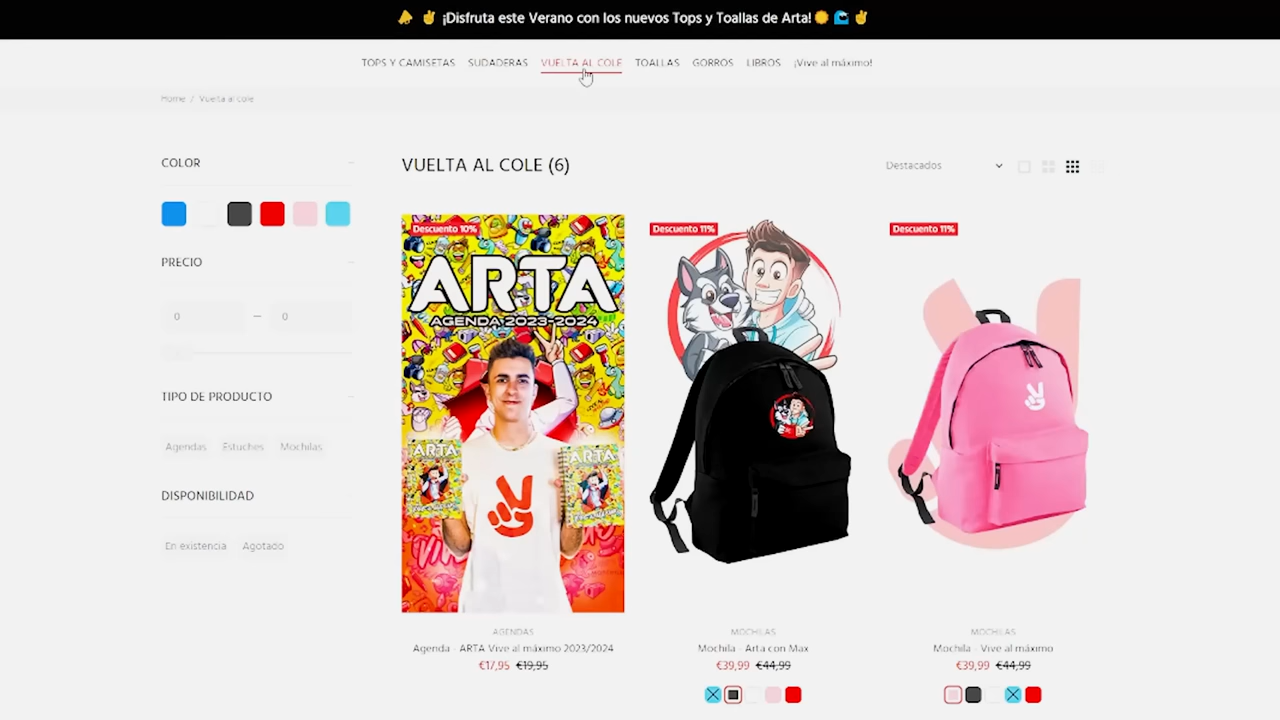 ¡Disfruta este Verano con los nuevos Tops y Toallas de Arta!
TOPS Y CAMISETAS SUDADERAS VUELTA AL COLE TOALLAS GORROS LIBROS ¡Vive al máximo!
Home / Vuelta al cole
COLOR
PRECIO
0 — 0
TIPO DE PRODUCTO
Agendas Estuches Mochilas
DISPONIBILIDAD
En existencia Agotado
VUELTA AL COLE (6)
Destacados
Descuento 10%
ARTA
AGENDA 2023-2024
ARTA
ARTA
AGENDAS
Agenda - ARTA Vive al máximo 2023/2024
€17,95 €19,95
Descuento 11%
MOCHILAS
Mochila - Arta con Max
€39,99 €44,99
Descuento 11%
MOCHILAS
Mochila - Vive al máximo
€39,99 €44,99